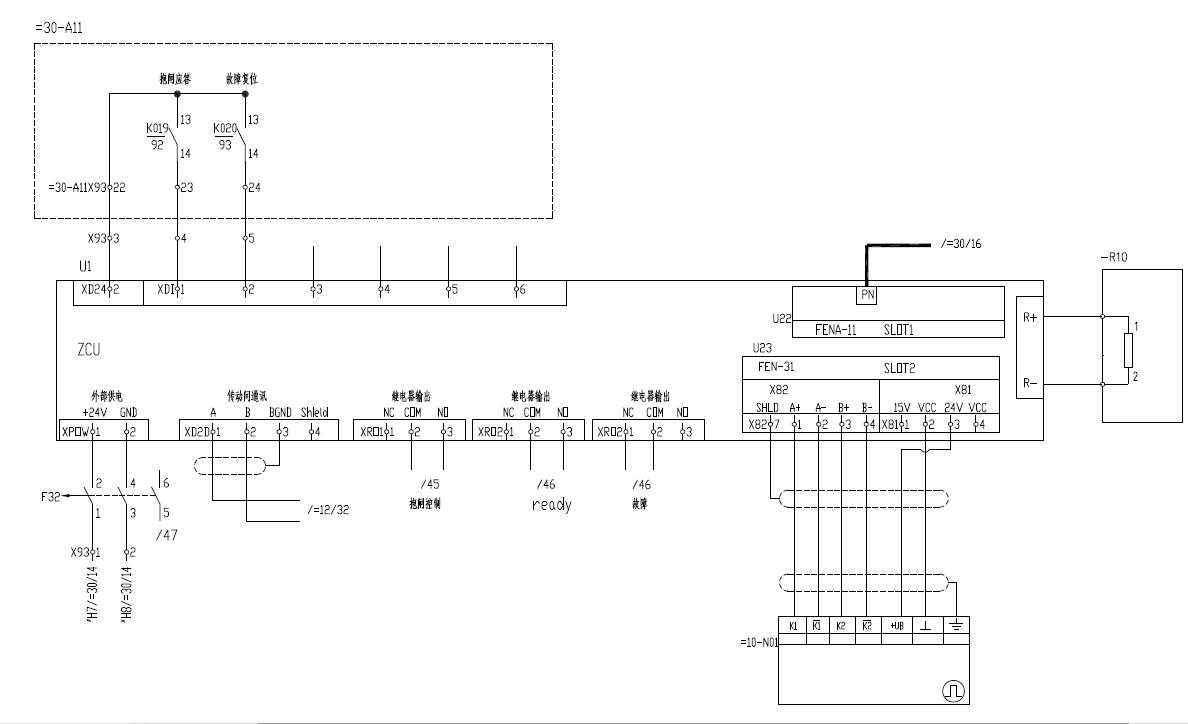 =30-A11
抱闸应答 故障复位
13 13
K019 K020
92 93
14 14
=30-A11X93 22 23 24
X93 3 4 5
/=30/16
U1
-R10
XD24 2 XDI 1 2 3 4 5 6
PN
U22
R+
1
FENA-11 SLOT1
ZCU
U23
FEN-31 SLOT2
2
R-
外部供电 传动间通讯 继电器输出 继电器输出 继电器输出
X82 X81
+24V GND A B BGND Shield NC COM NO NC COM NO NC COM NO
SHLD A+ A- B+ B- 15V VCC 24V VCC
XPOW 1 2 XD2D 1 2 3 4 XRO1 1 2 3 XRO2 1 2 3 XRO2 1 2 3
X82 7 1 2 3 4 X81 1 2 3 4
2 4 6
/45 /46 /46
F32
抱闸控制 ready 故障
1 3 5
/=12/32
/47
X93 1 2
"H7/=30/14 "H8/=30/14
K1 K1 K2 K2 +UB ⊥
=10-N01